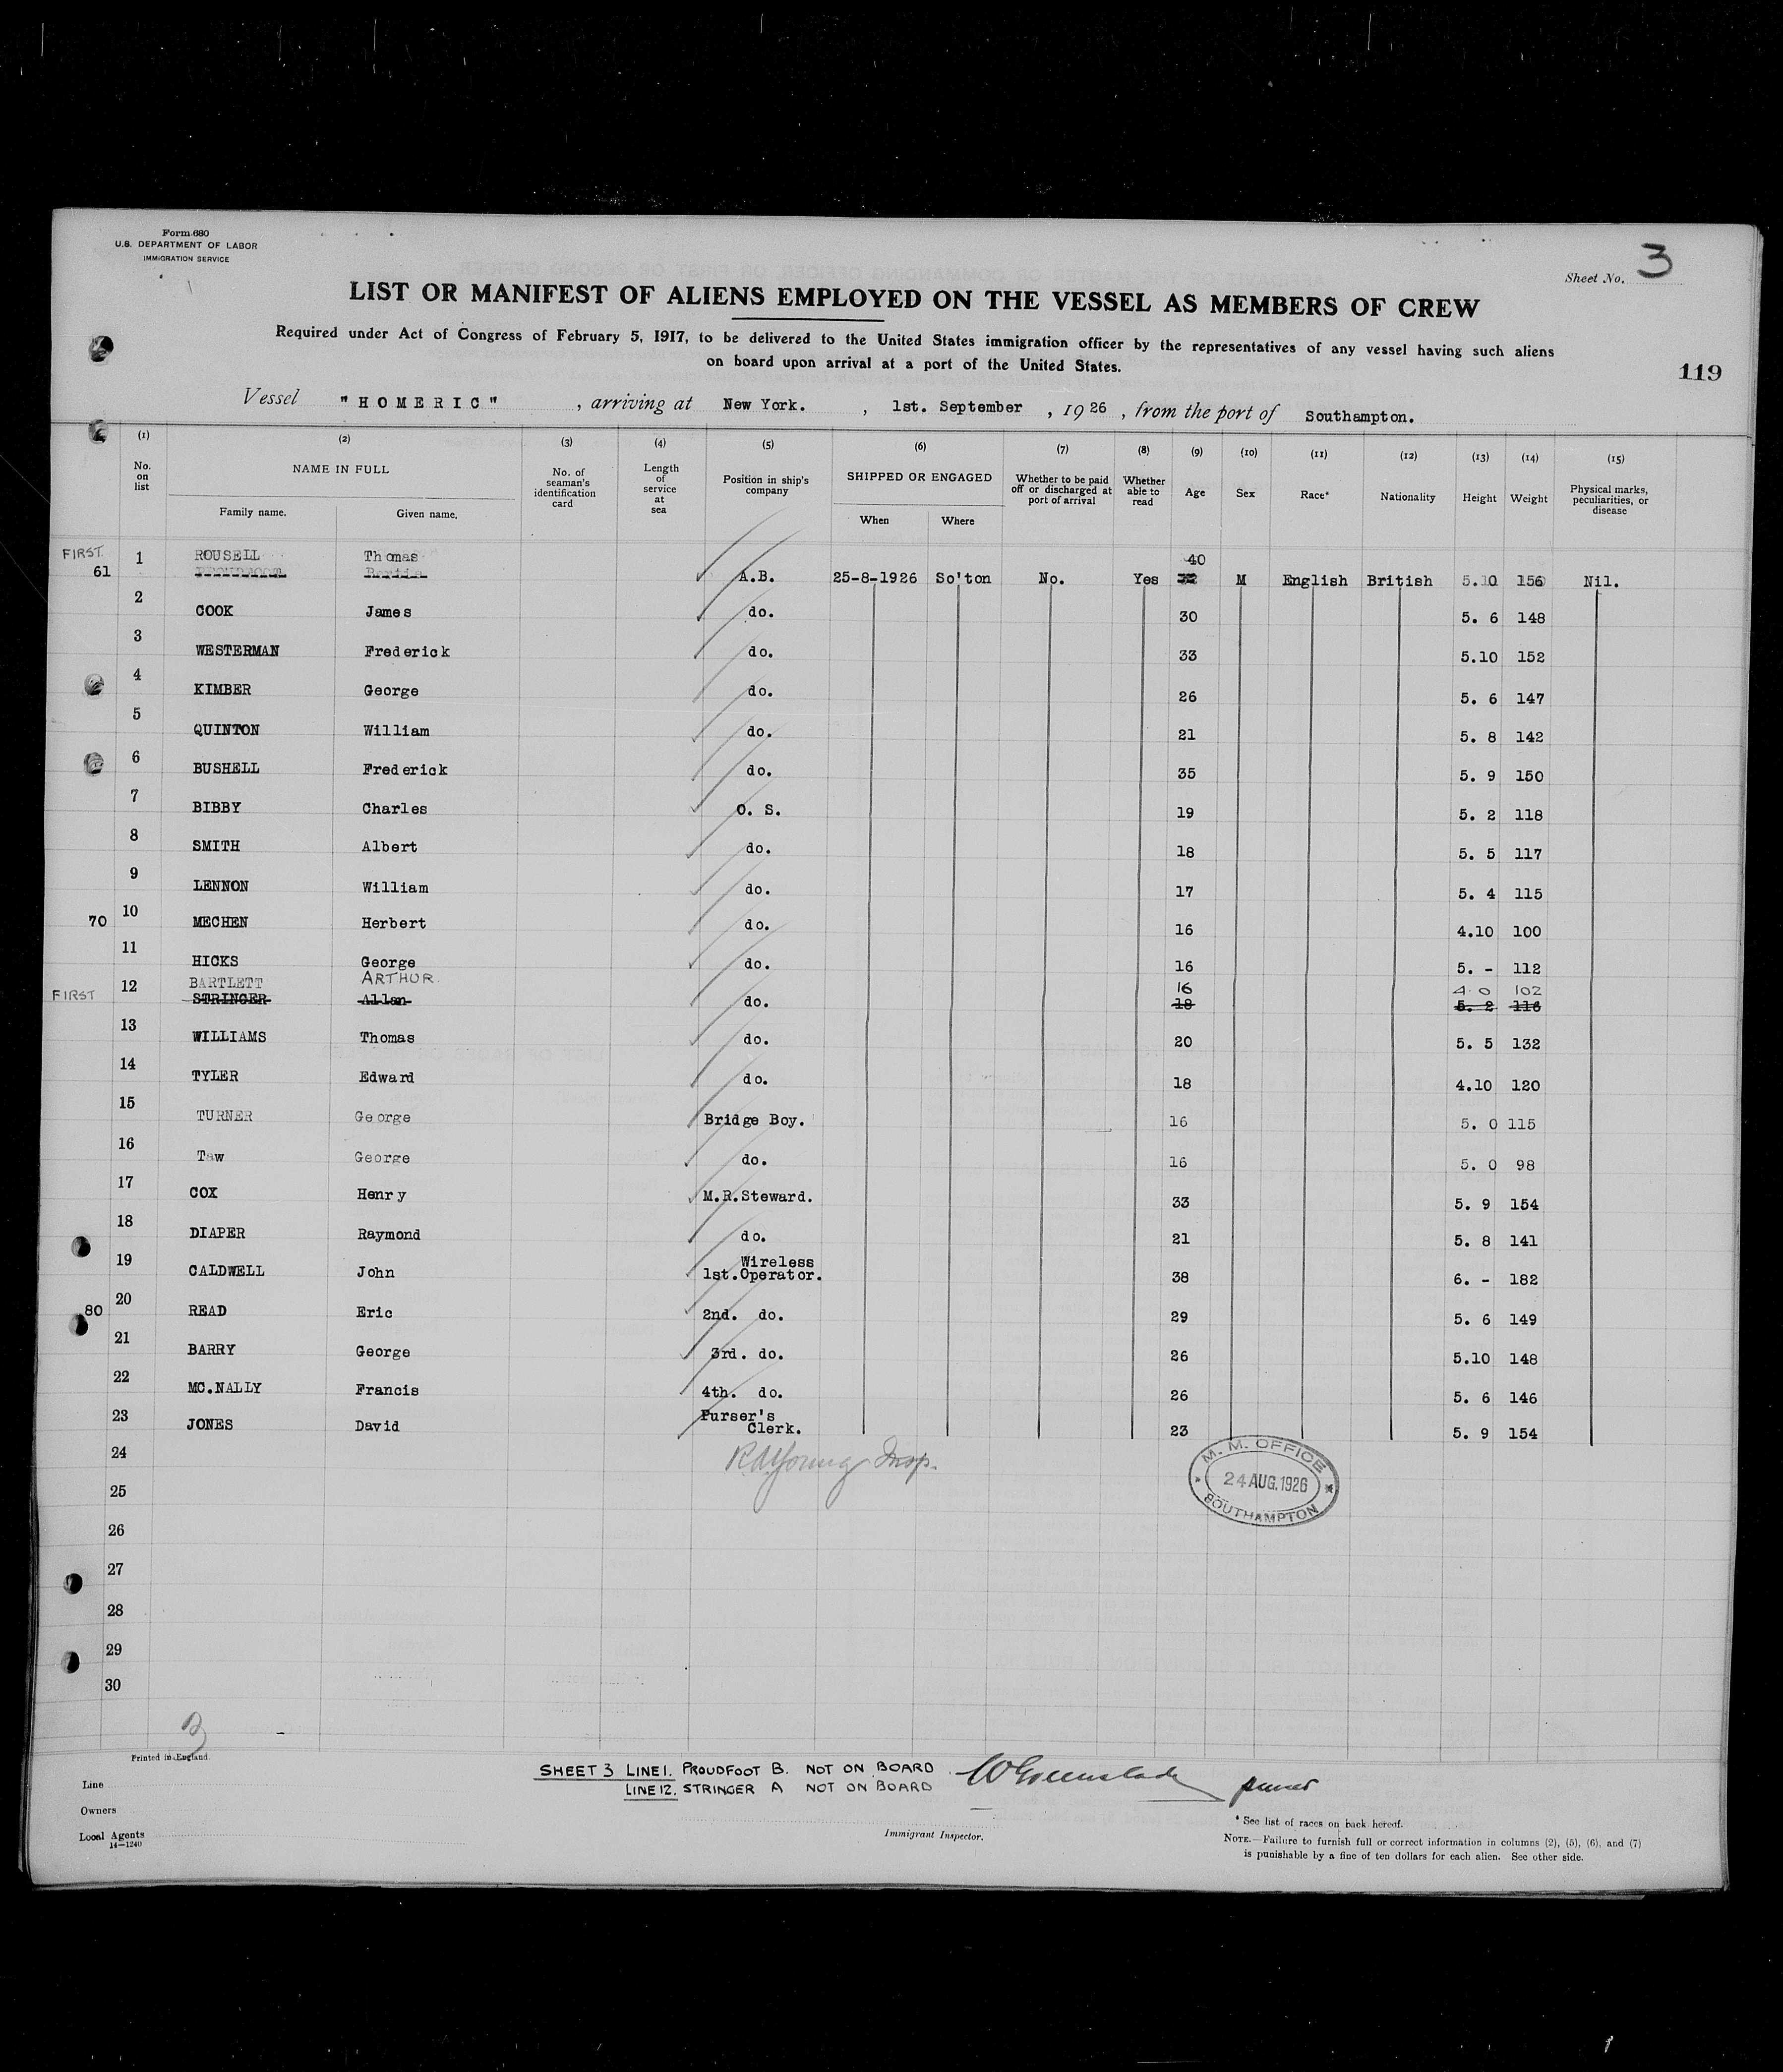 Form 680
U.S. DEPARTMENT OF LABOR
IMMIGRATION SERVICE
Sheet No. 3
LIST OR MANIFEST OF ALIENS EMPLOYED ON THE VESSEL AS MEMBERS OF CREW
Required under Act of Congress of February 5, 1917, to be delivered to the United States immigration officer by the representatives of any vessel having such aliens
on board upon arrival at a port of the United States.
119
Vessel "HOMERIC", arriving at New York., 1st. September, 1926, from the port of Southampton.
(1) (2) (3) (4) (5) (6) (7) (8) (9) (10) (11) (12) (13) (14) (15)
No. on list NAME IN FULL Family name. Given name. No. of seaman's identification card Length of service at sea Position in ship's company SHIPPED OR ENGAGED When Where Whether to be paid off or discharged at port of arrival Whether able to read Age Sex Race* Nationality Height Weight Physical marks, peculiarities, or disease
FIRST 1 ROUSELL Thomas 40
61 A.B. 25-8-1926 So'ton No. Yes M English British 5.10 156 Nil.
2 COOK James do. 30 5. 6 148
3 WESTERMAN Frederick do. 33 5.10 152
4 KIMBER George do. 26 5. 6 147
5 QUINTON William do. 21 5. 8 142
6 BUSHELL Frederick do. 35 5. 9 150
7 BIBBY Charles O. S. 19 5. 2 118
8 SMITH Albert do. 18 5. 5 117
9 LENNON William do. 17 5. 4 115
70 10 MECHEN Herbert do. 16 4.10 100
11 HICKS George do. 16 5. - 112
12 BARTLETT ARTHUR 16 4.0 102
FIRST STRINGER Allan do. 18 5. 2 116
13 WILLIAMS Thomas do. 20 5. 5 132
14 TYLER Edward do. 18 4.10 120
15 TURNER George Bridge Boy. 16 5. 0 115
16 Taw George do. 16 5. 0 98
17 COX Henry M.R.Steward. 33 5. 9 154
18 DIAPER Raymond do. 21 5. 8 141
19 CALDWELL John Wireless 1st.Operator. 38 6. - 182
80 20 READ Eric 2nd. do. 29 5. 6 149
21 BARRY George 3rd. do. 26 5.10 148
22 MC.NALLY Francis 4th. do. 26 5. 6 146
23 JONES David Purser's Clerk. 23 5. 9 154
24
R A Young Insp.
M. M. OFFICE
24 AUG. 1926
SOUTHAMPTON
25
26
27
28
29
30
Printed in England.
SHEET 3 LINE 1. PROUDFOOT B. NOT ON BOARD
LINE 12. STRINGER A NOT ON BOARD
Line
Owners
Local Agents
14—1240
Immigrant Inspector.
* See list of races on back hereof.
NOTE.—Failure to furnish full or correct information in columns (2), (5), (6), and (7)
is punishable by a fine of ten dollars for each alien. See other side.